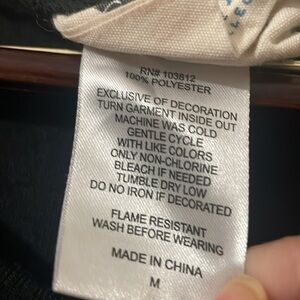 RN# 103812
100% POLYESTER
EXCLUSIVE OF DECORATION
TURN GARMENT INSIDE OUT
MACHINE WAS COLD
GENTLE CYCLE
WITH LIKE COLORS
ONLY NON-CHLORINE
BLEACH IF NEEDED
TUMBLE DRY LOW
DO NO IRON IF DECORATED
FLAME RESISTANT
WASH BEFORE WEARING
MADE IN CHINA
M